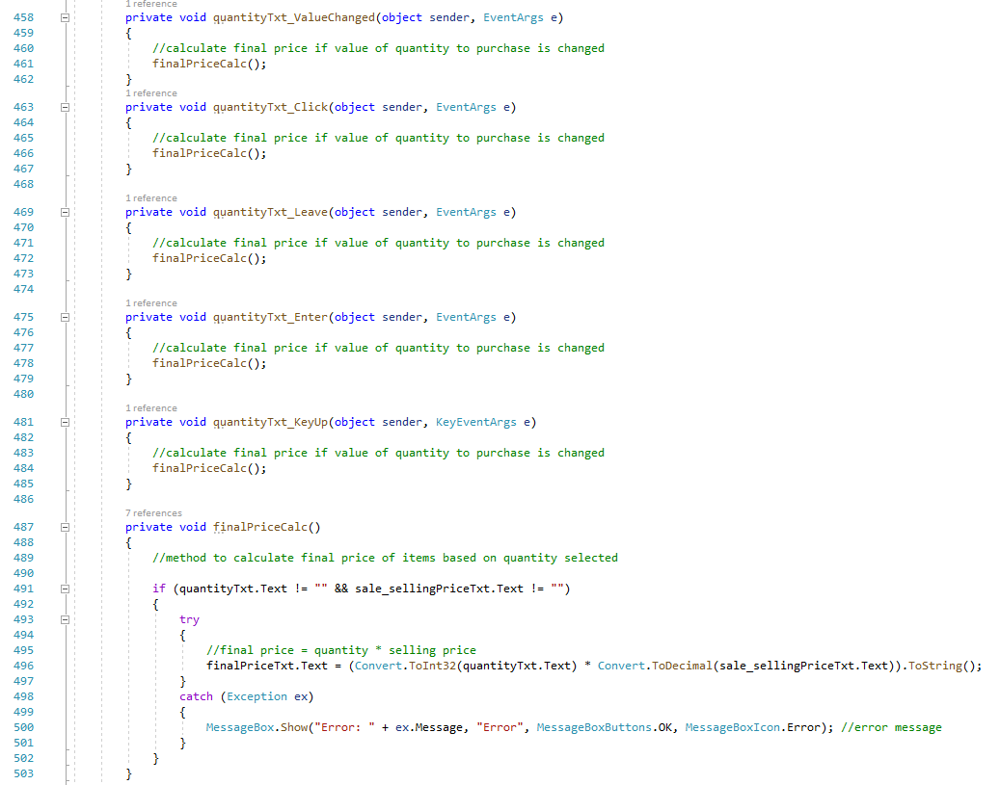 1 reference
458 private void quantityTxt_ValueChanged(object sender, EventArgs e)
459 {
460 //calculate final price if value of quantity to purchase is changed
461 finalPriceCalc();
462 }
1 reference
463 private void quantityTxt_Click(object sender, EventArgs e)
464 {
465 //calculate final price if value of quantity to purchase is changed
466 finalPriceCalc();
467 }
468
1 reference
469 private void quantityTxt_Leave(object sender, EventArgs e)
470 {
471 //calculate final price if value of quantity to purchase is changed
472 finalPriceCalc();
473 }
474
1 reference
475 private void quantityTxt_Enter(object sender, EventArgs e)
476 {
477 //calculate final price if value of quantity to purchase is changed
478 finalPriceCalc();
479 }
480
1 reference
481 private void quantityTxt_KeyUp(object sender, KeyEventArgs e)
482 {
483 //calculate final price if value of quantity to purchase is changed
484 finalPriceCalc();
485 }
486
7 references
487 private void finalPriceCalc()
488 {
489 //method to calculate final price of items based on quantity selected
490
491 if (quantityTxt.Text != "" && sale_sellingPriceTxt.Text != "")
492 {
493 try
494 {
495 //final price = quantity * selling price
496 finalPriceTxt.Text = (Convert.ToInt32(quantityTxt.Text) * Convert.ToDecimal(sale_sellingPriceTxt.Text)).ToString();
497 }
498 catch (Exception ex)
499 {
500 MessageBox.Show("Error: " + ex.Message, "Error", MessageBoxButtons.OK, MessageBoxIcon.Error); //error message
501 }
502 }
503 }